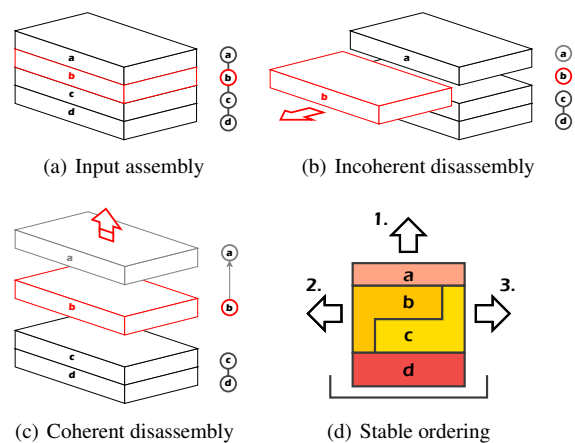 a
b
c
d
a
b
c
d
(a) Input assembly
a
b
a
b
c
d
(b) Incoherent disassembly
a
b
c
d
a
b
c
d
(c) Coherent disassembly
1.
2.
3.
a
b
c
d
(d) Stable ordering